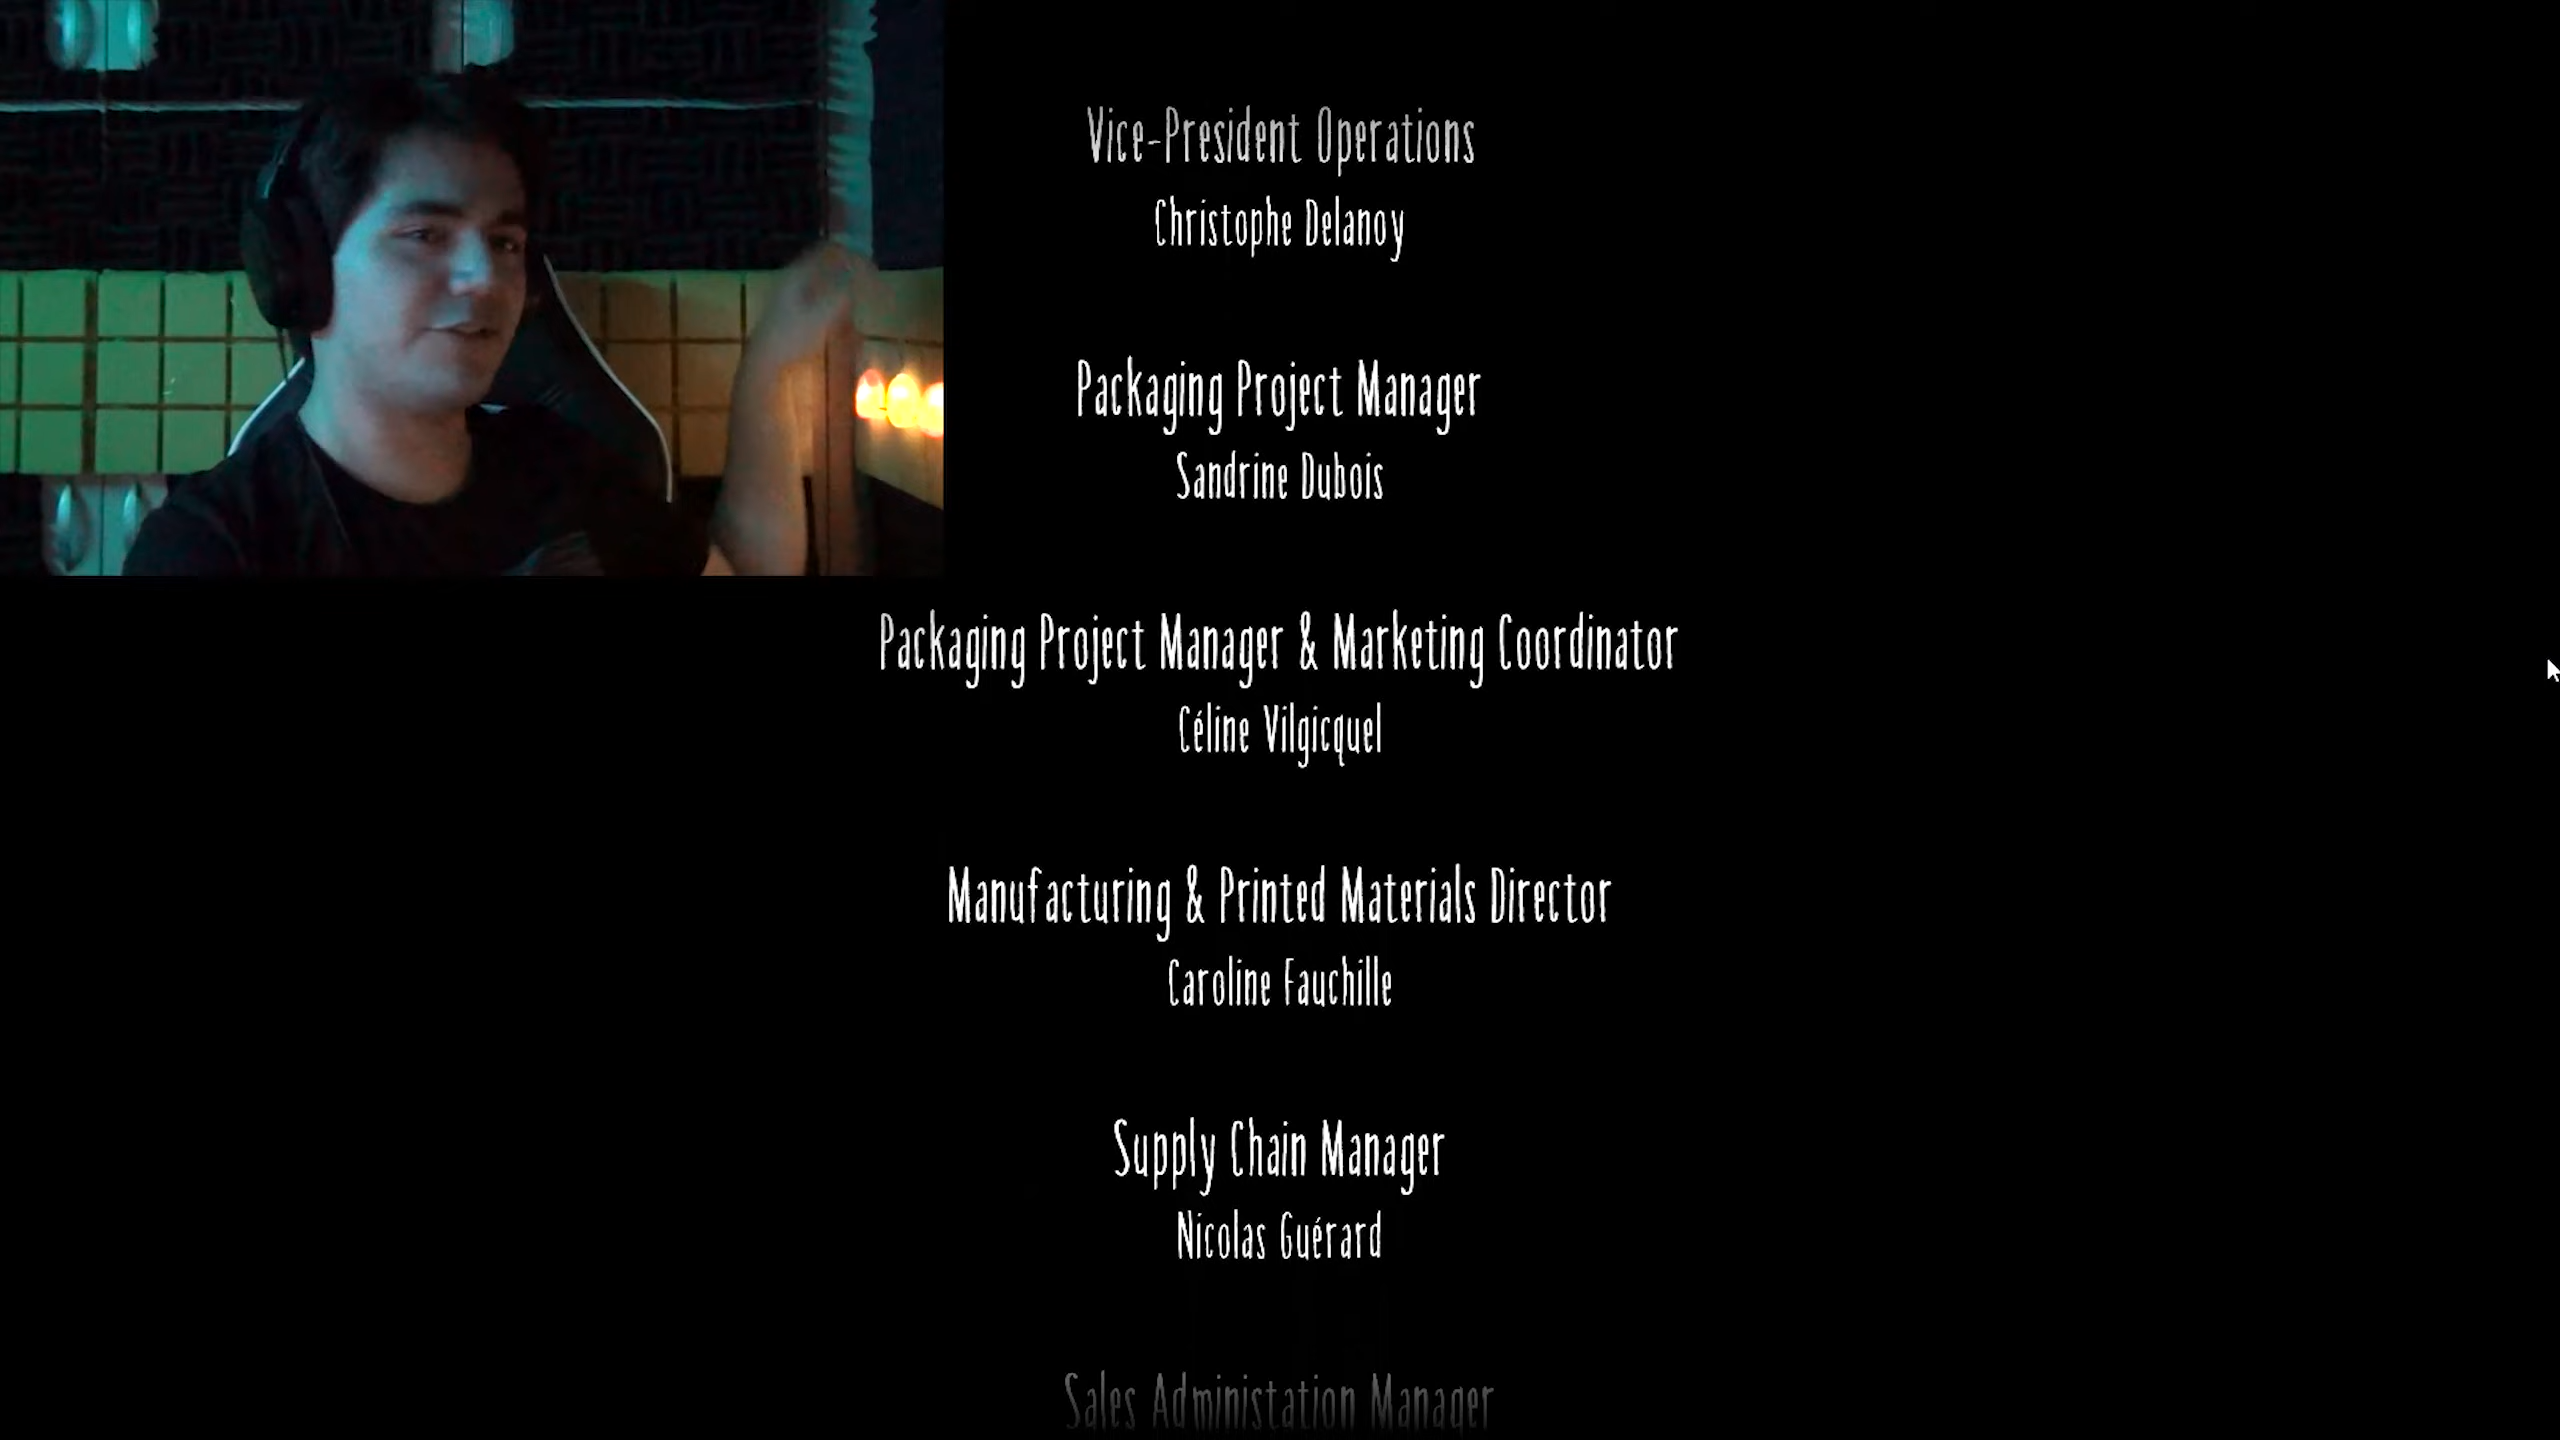 Vice-President Operations
Christophe Delanoy
Packaging Project Manager
Sandrine Dubois
Packaging Project Manager & Marketing Coordinator
Céline Vilgicquel
Manufacturing & Printed Materials Director
Caroline Fauchille
Supply Chain Manager
Nicolas Guérard
Sales Administation Manager